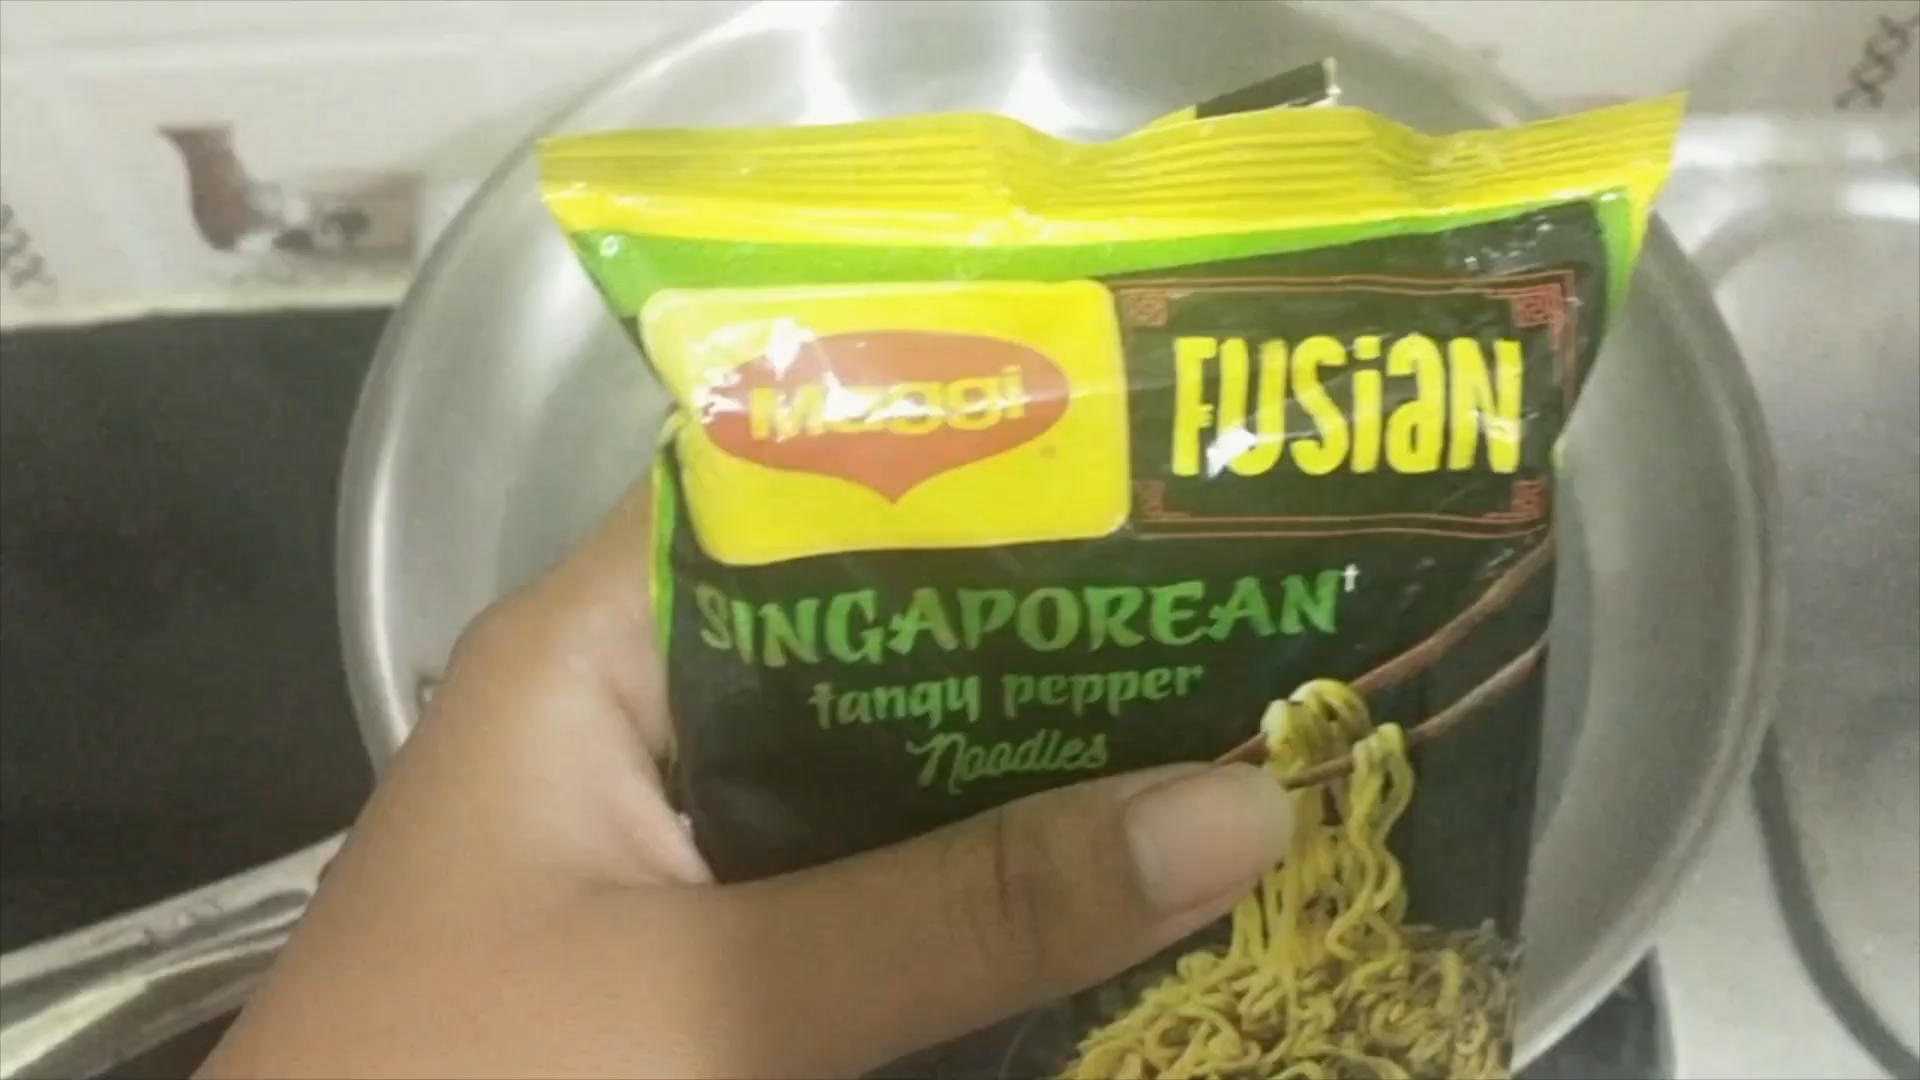 Maggi
FUSiaN
SINGAPOREAN†
tangy pepper
Noodles